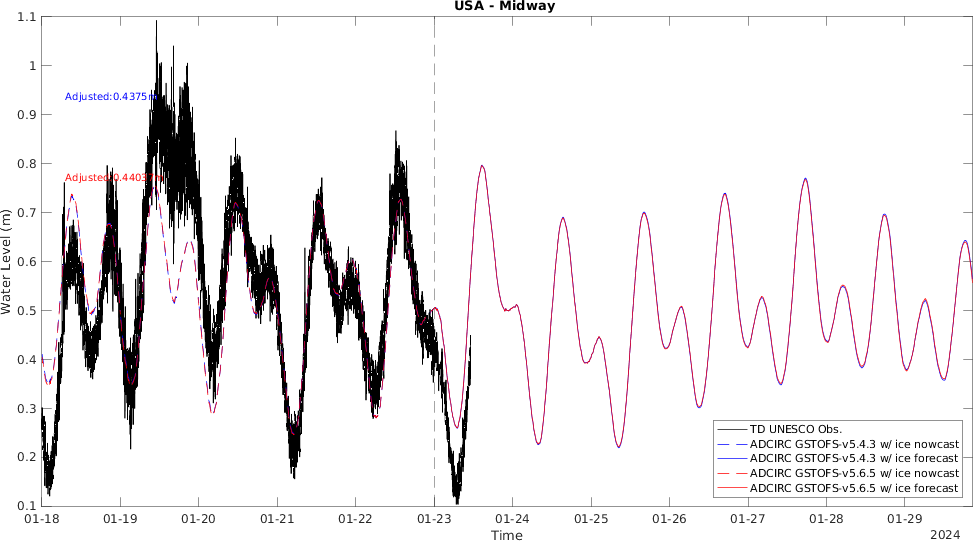 USA - Midway
1.1
1
0.9
0.8
0.7
0.6
0.5
0.4
0.3
0.2
0.1
Water Level (m)
Adjusted:0.4375m
Adjusted:0.4403
TD UNESCO Obs.
ADCIRC GSTOFS-v5.4.3 w/ ice nowcast
ADCIRC GSTOFS-v5.4.3 w/ ice forecast
ADCIRC GSTOFS-v5.6.5 w/ ice nowcast
ADCIRC GSTOFS-v5.6.5 w/ ice forecast
01-18 01-19 01-20 01-21 01-22 01-23 01-24 01-25 01-26 01-27 01-28 01-29
Time
2024